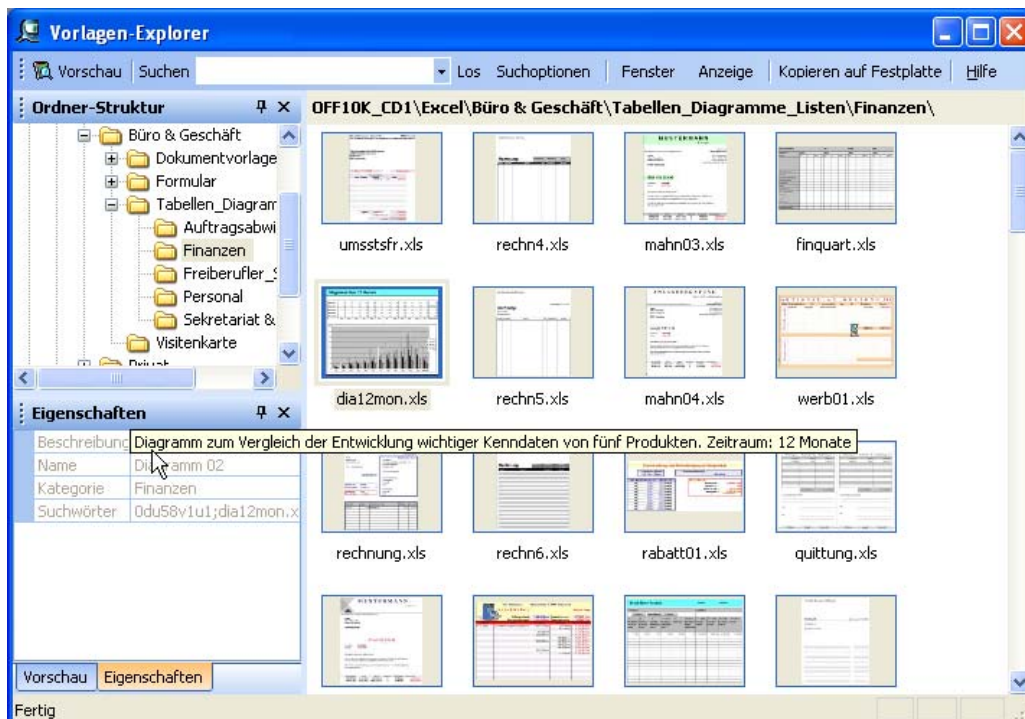 Vorlagen-Explorer
Vorschau Suchen Los Suchoptionen Fenster Anzeige Kopieren auf Festplatte Hilfe
Ordner-Struktur
OFF10K_CD1\Excel\Büro & Geschäft\Tabellen_Diagramme_Listen\Finanzen\
Büro & Geschäft
Dokumentvorlage
Formular
Tabellen_Diagram
Auftragsabwi
Finanzen
Freiberufler_S
Personal
Sekretariat &
Visitenkarte
Privat
umsstsfr.xls rechn4.xls mahn03.xls finquart.xls
dia12mon.xls rechn5.xls mahn04.xls werb01.xls
Eigenschaften
Beschreibung Diagramm zum Vergleich der Entwicklung wichtiger Kenndaten von fünf Produkten. Zeitraum: 12 Monate
Name Diagramm 02
Kategorie Finanzen
Suchwörter 0du58v1u1;dia12mon.x
rechnung.xls rechn6.xls rabatt01.xls quittung.xls
Vorschau Eigenschaften
Fertig